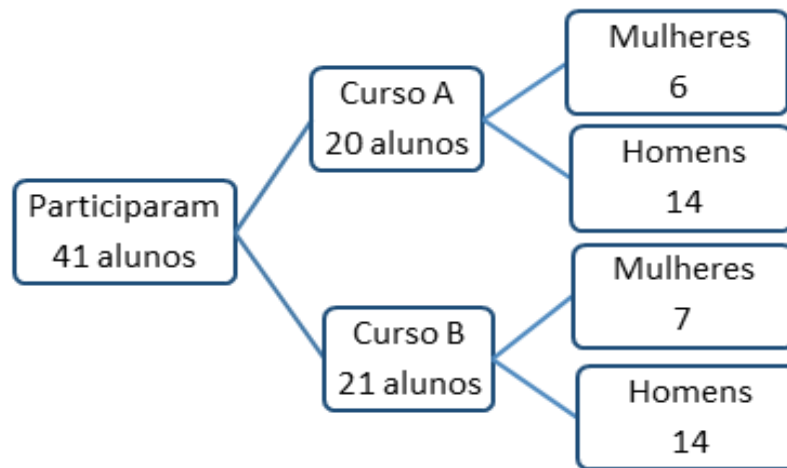 Participaram
41 alunos
Curso A
20 alunos
Mulheres
6
Homens
14
Curso B
21 alunos
Mulheres
7
Homens
14